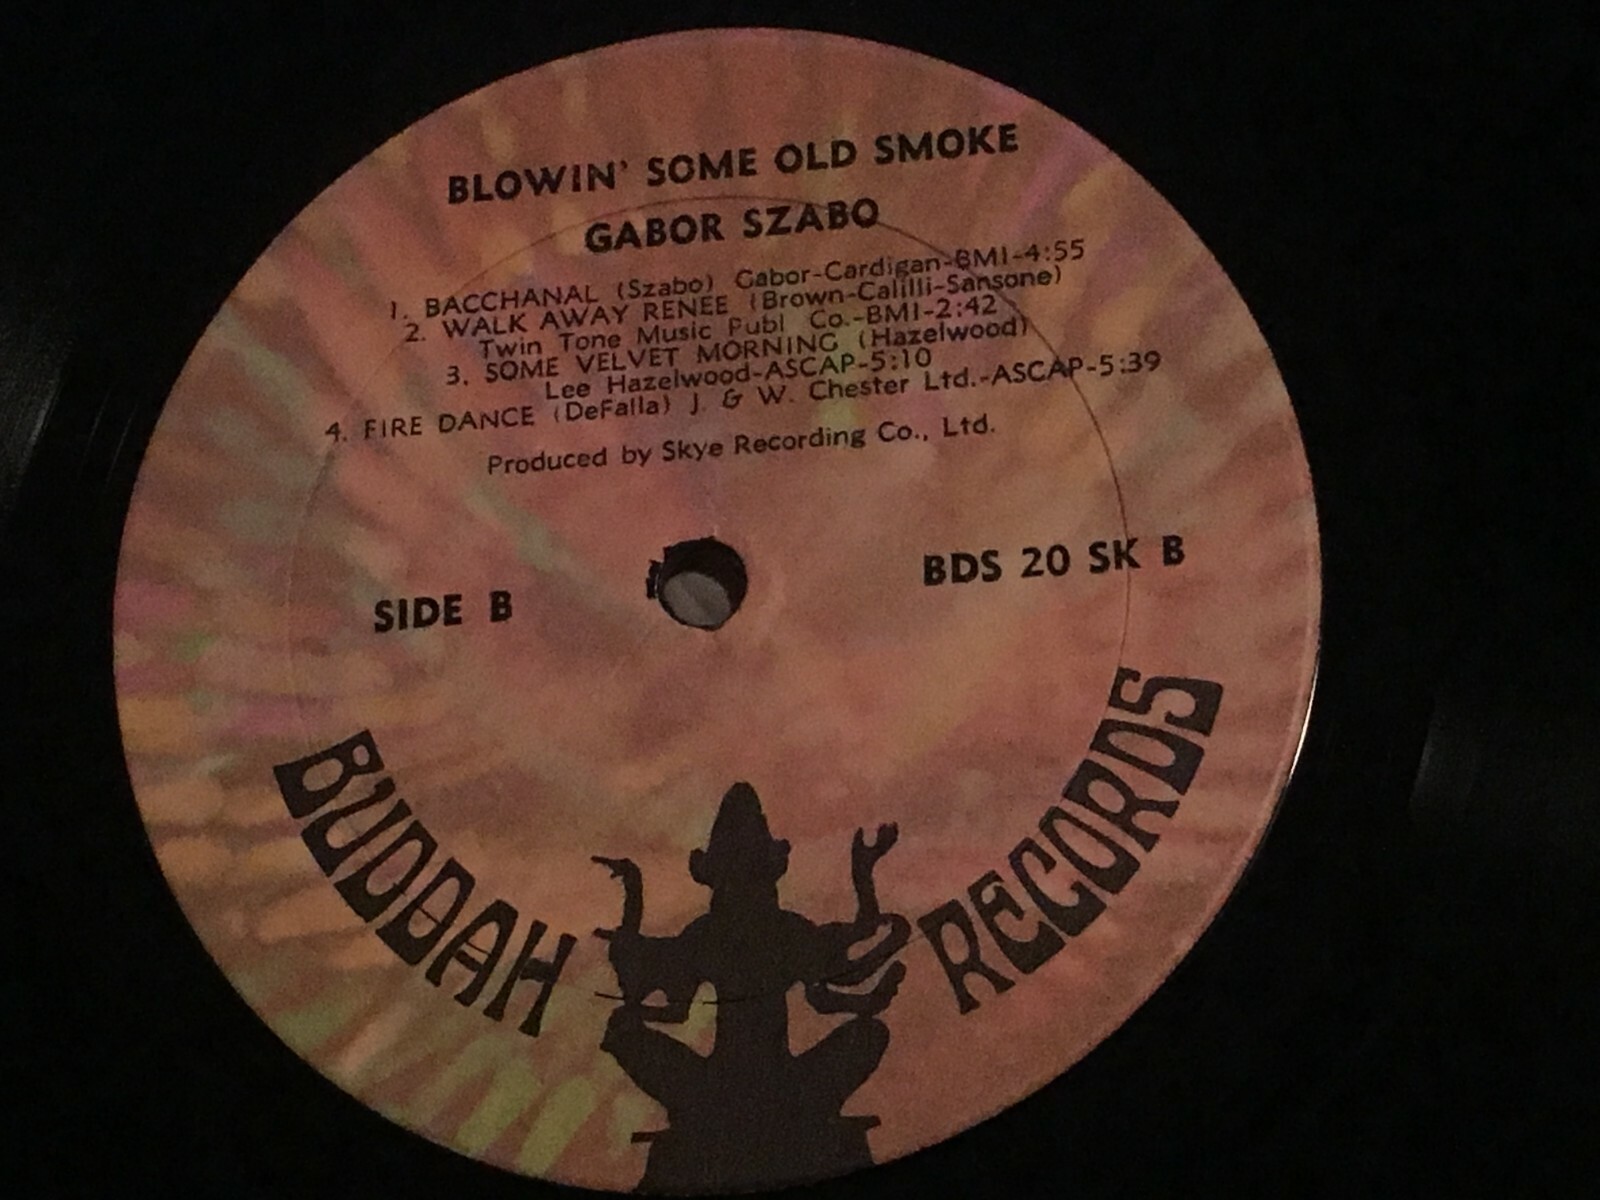 BLOWIN' SOME OLD SMOKE
GABOR SZABO
1. BACCHANAL (Szabo) Gabor-Cardigan-BMI-4:55
2. WALK AWAY RENEE (Brown-Calilli-Sansone)
Twin Tone Music Publ Co.-BMI-2:42
3. SOME VELVET MORNING (Hazelwood)
Lee Hazelwood-ASCAP-5:10
4. FIRE DANCE (DeFalla) J. & W. Chester Ltd.-ASCAP-5:39
Produced by Skye Recording Co., Ltd.
SIDE B
BDS 20 SK B
BUDDAH RECORDS